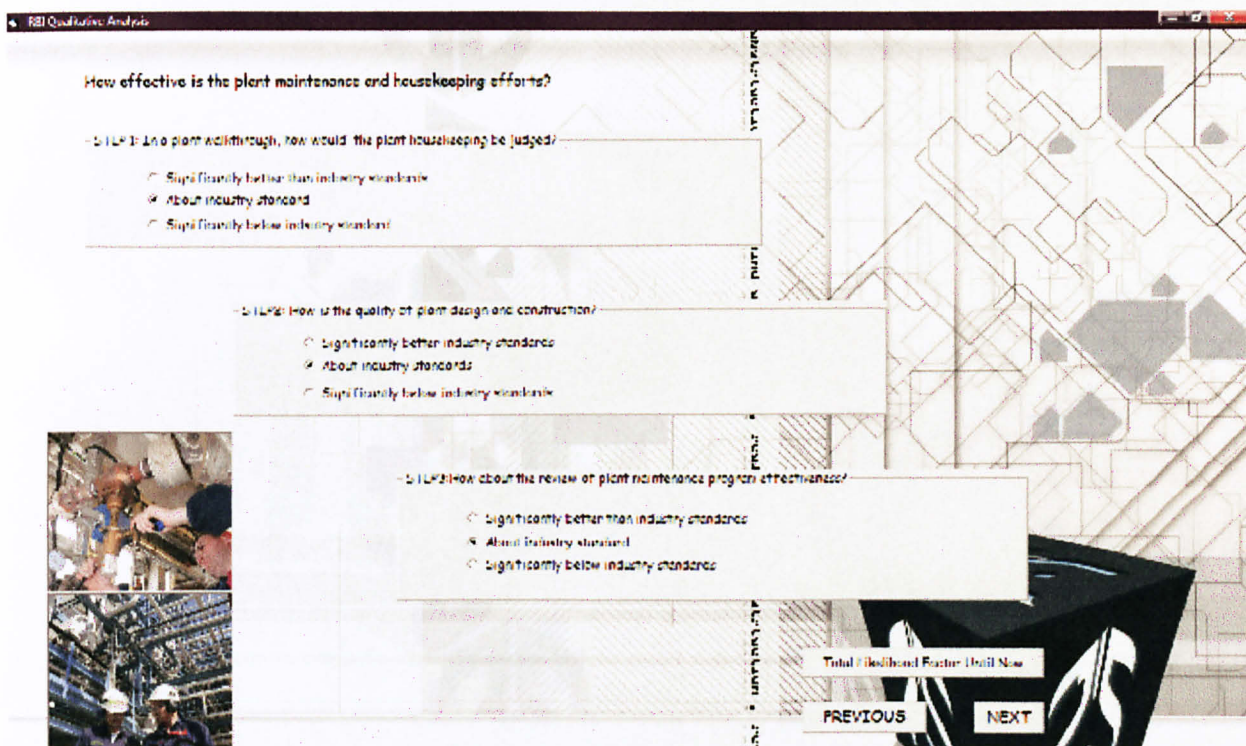 RBI Qualitative Analysis
How effective is the plant maintenance and housekeeping efforts?
STEP 1: In a plant walkthrough, how would the plant housekeeping be judged?
Significantly better than industry standards
About industry standard
Significantly below industry standard
STEP2: How is the quality of plant design and construction?
Significantly better industry standards
About industry standards
Significantly below industry standards
STEP3:How about the review of plant maintenance program effectiveness?
Significantly better than industry standards
About industry standard
Significantly below industry standards
Total Likelihood Factor Until Now
PREVIOUS
NEXT